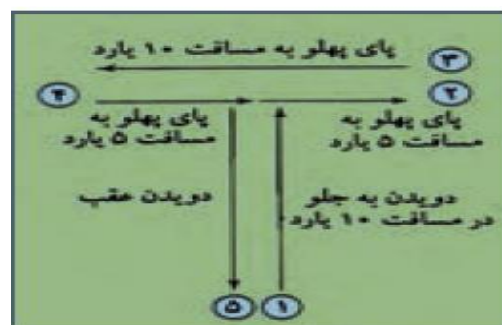 پای پهلو به مسافت ۱۰ یارد
۳
۴
۲
پای پهلو به
مسافت ۵ یارد
پای پهلو به
مسافت ۵ یارد
دویدن به جلو
در مسافت ۱۰ یارد
دویدن عقب
۱
۵